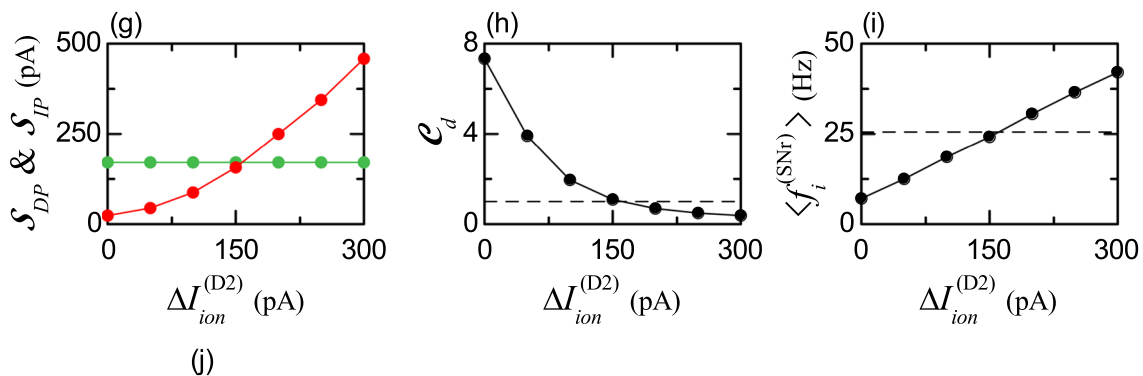 (g)
500
250
0
0 150 300
𝒮_DP & 𝒮_IP (pA)
ΔI_ion^(D2) (pA)
(h)
8
4
0
0 150 300
𝒞_d
ΔI_ion^(D2) (pA)
(i)
50
25
0
0 150 300
<f_i^(SNr)> (Hz)
ΔI_ion^(D2) (pA)
(j)